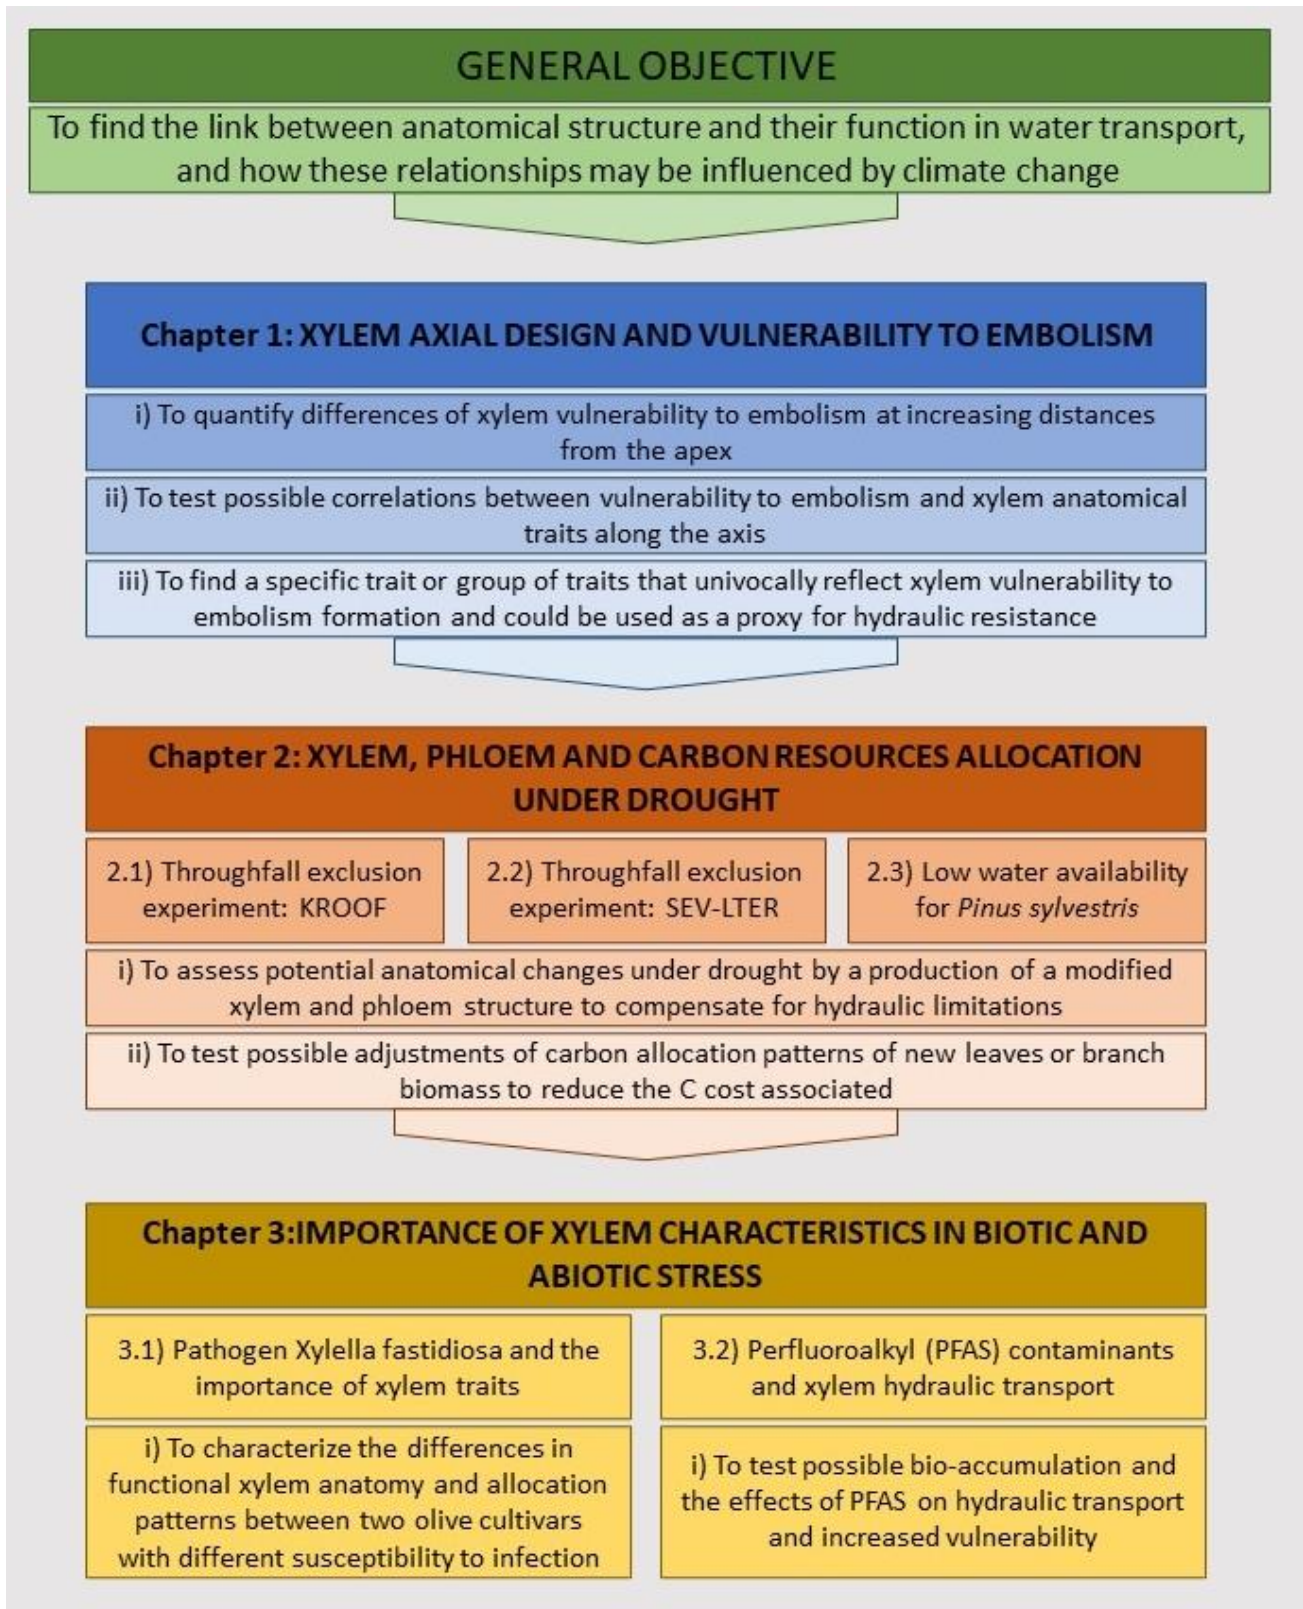 GENERAL OBJECTIVE
To find the link between anatomical structure and their function in water transport,
and how these relationships may be influenced by climate change
Chapter 1: XYLEM AXIAL DESIGN AND VULNERABILITY TO EMBOLISM
i) To quantify differences of xylem vulnerability to embolism at increasing distances
from the apex
ii) To test possible correlations between vulnerability to embolism and xylem anatomical
traits along the axis
iii) To find a specific trait or group of traits that univocally reflect xylem vulnerability to
embolism formation and could be used as a proxy for hydraulic resistance
Chapter 2: XYLEM, PHLOEM AND CARBON RESOURCES ALLOCATION
UNDER DROUGHT
2.1) Throughfall exclusion
experiment: KROOF
2.2) Throughfall exclusion
experiment: SEV-LTER
2.3) Low water availability
for Pinus sylvestris
i) To assess potential anatomical changes under drought by a production of a modified
xylem and phloem structure to compensate for hydraulic limitations
ii) To test possible adjustments of carbon allocation patterns of new leaves or branch
biomass to reduce the C cost associated
Chapter 3:IMPORTANCE OF XYLEM CHARACTERISTICS IN BIOTIC AND
ABIOTIC STRESS
3.1) Pathogen Xylella fastidiosa and the
importance of xylem traits
i) To characterize the differences in
functional xylem anatomy and allocation
patterns between two olive cultivars
with different susceptibility to infection
3.2) Perfluoroalkyl (PFAS) contaminants
and xylem hydraulic transport
i) To test possible bio-accumulation and
the effects of PFAS on hydraulic transport
and increased vulnerability